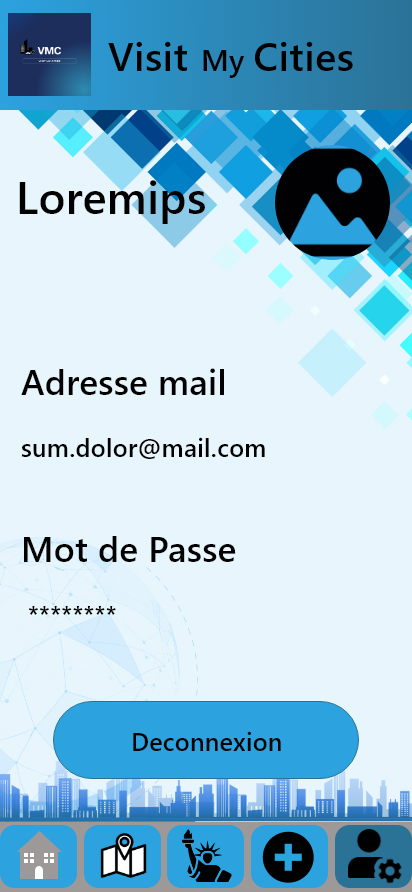 VMC
Visit My Cities
Loremips
Adresse mail
sum.dolor@mail.com
Mot de Passe
********
Deconnexion